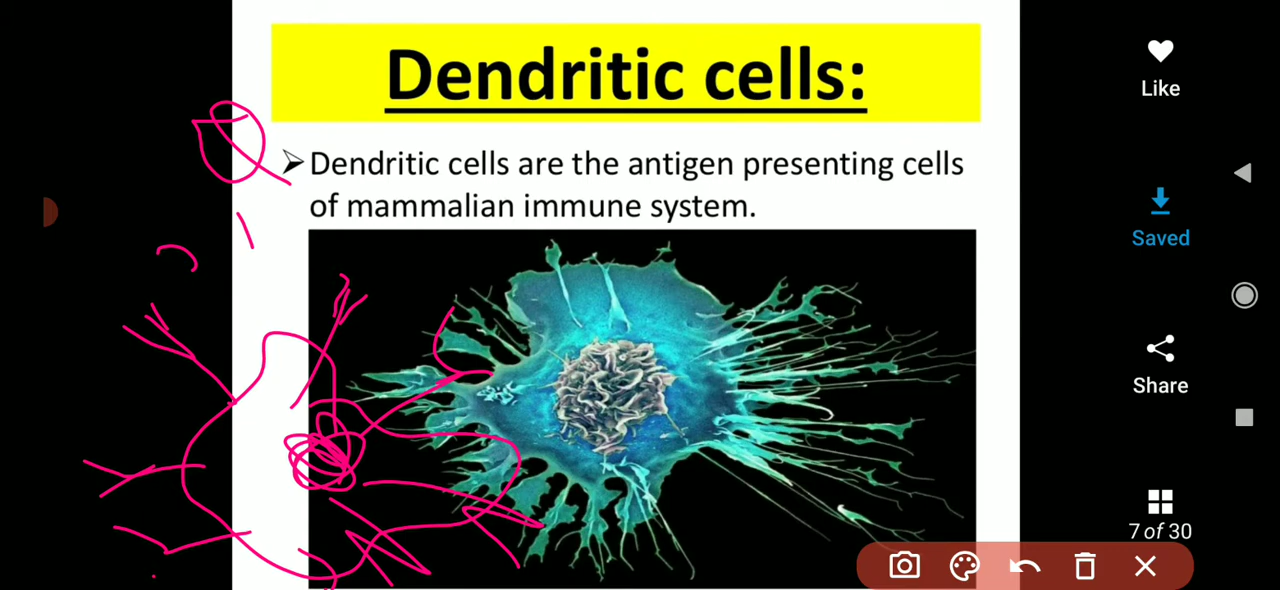 Dendritic cells:
Dendritic cells are the antigen presenting cells
of mammalian immune system.
Like
Saved
Share
7 of 30